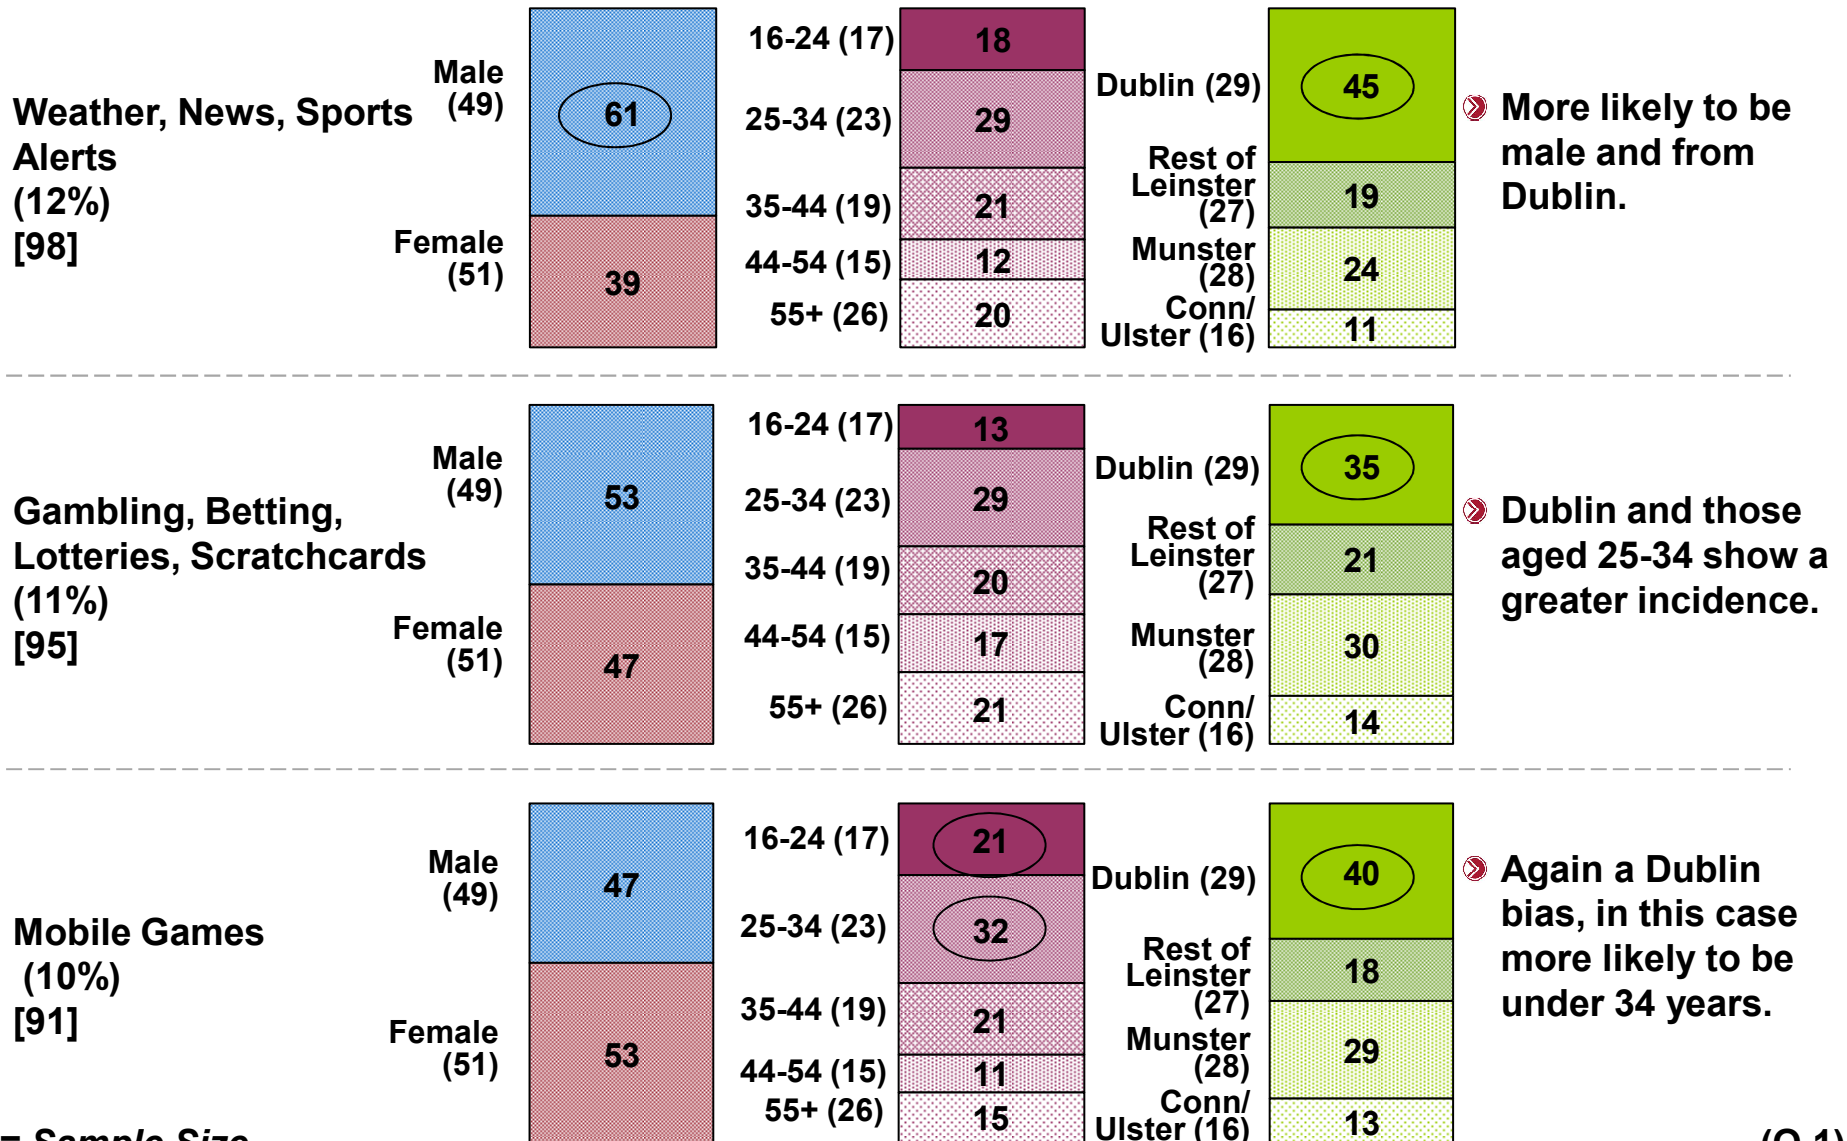 Weather, News, Sports
Alerts
(12%)
[98]
Male
(49)
Female
(51)
61
39
16-24 (17)
25-34 (23)
35-44 (19)
44-54 (15)
55+ (26)
18
29
21
12
20
Dublin (29)
Rest of
Leinster
(27)
Munster
(28)
Conn/
Ulster (16)
45
19
24
11
More likely to be
male and from
Dublin.
Gambling, Betting,
Lotteries, Scratchcards
(11%)
[95]
Male
(49)
Female
(51)
53
47
16-24 (17)
25-34 (23)
35-44 (19)
44-54 (15)
55+ (26)
13
29
20
17
21
Dublin (29)
Rest of
Leinster
(27)
Munster
(28)
Conn/
Ulster (16)
35
21
30
14
Dublin and those
aged 25-34 show a
greater incidence.
Mobile Games
(10%)
[91]
Male
(49)
Female
(51)
47
53
16-24 (17)
25-34 (23)
35-44 (19)
44-54 (15)
55+ (26)
21
32
21
11
15
Dublin (29)
Rest of
Leinster
(27)
Munster
(28)
Conn/
Ulster (16)
40
18
29
13
Again a Dublin
bias, in this case
more likely to be
under 34 years.
= Sample Size
(Q.1)